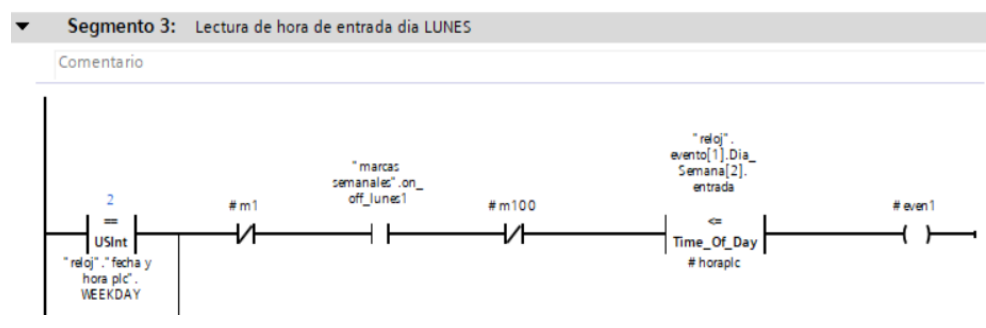 Segmento 3: Lectura de hora de entrada dia LUNES
Comentario
2
==
USInt
"reloj"."fecha y
hora plc".
WEEKDAY
#m1
"marcas
semanales".on_
off_lunes1
#m100
"reloj".
evento[1].Dia_
Semana[2].
entrada
<=
Time_Of_Day
#horaplc
#even1